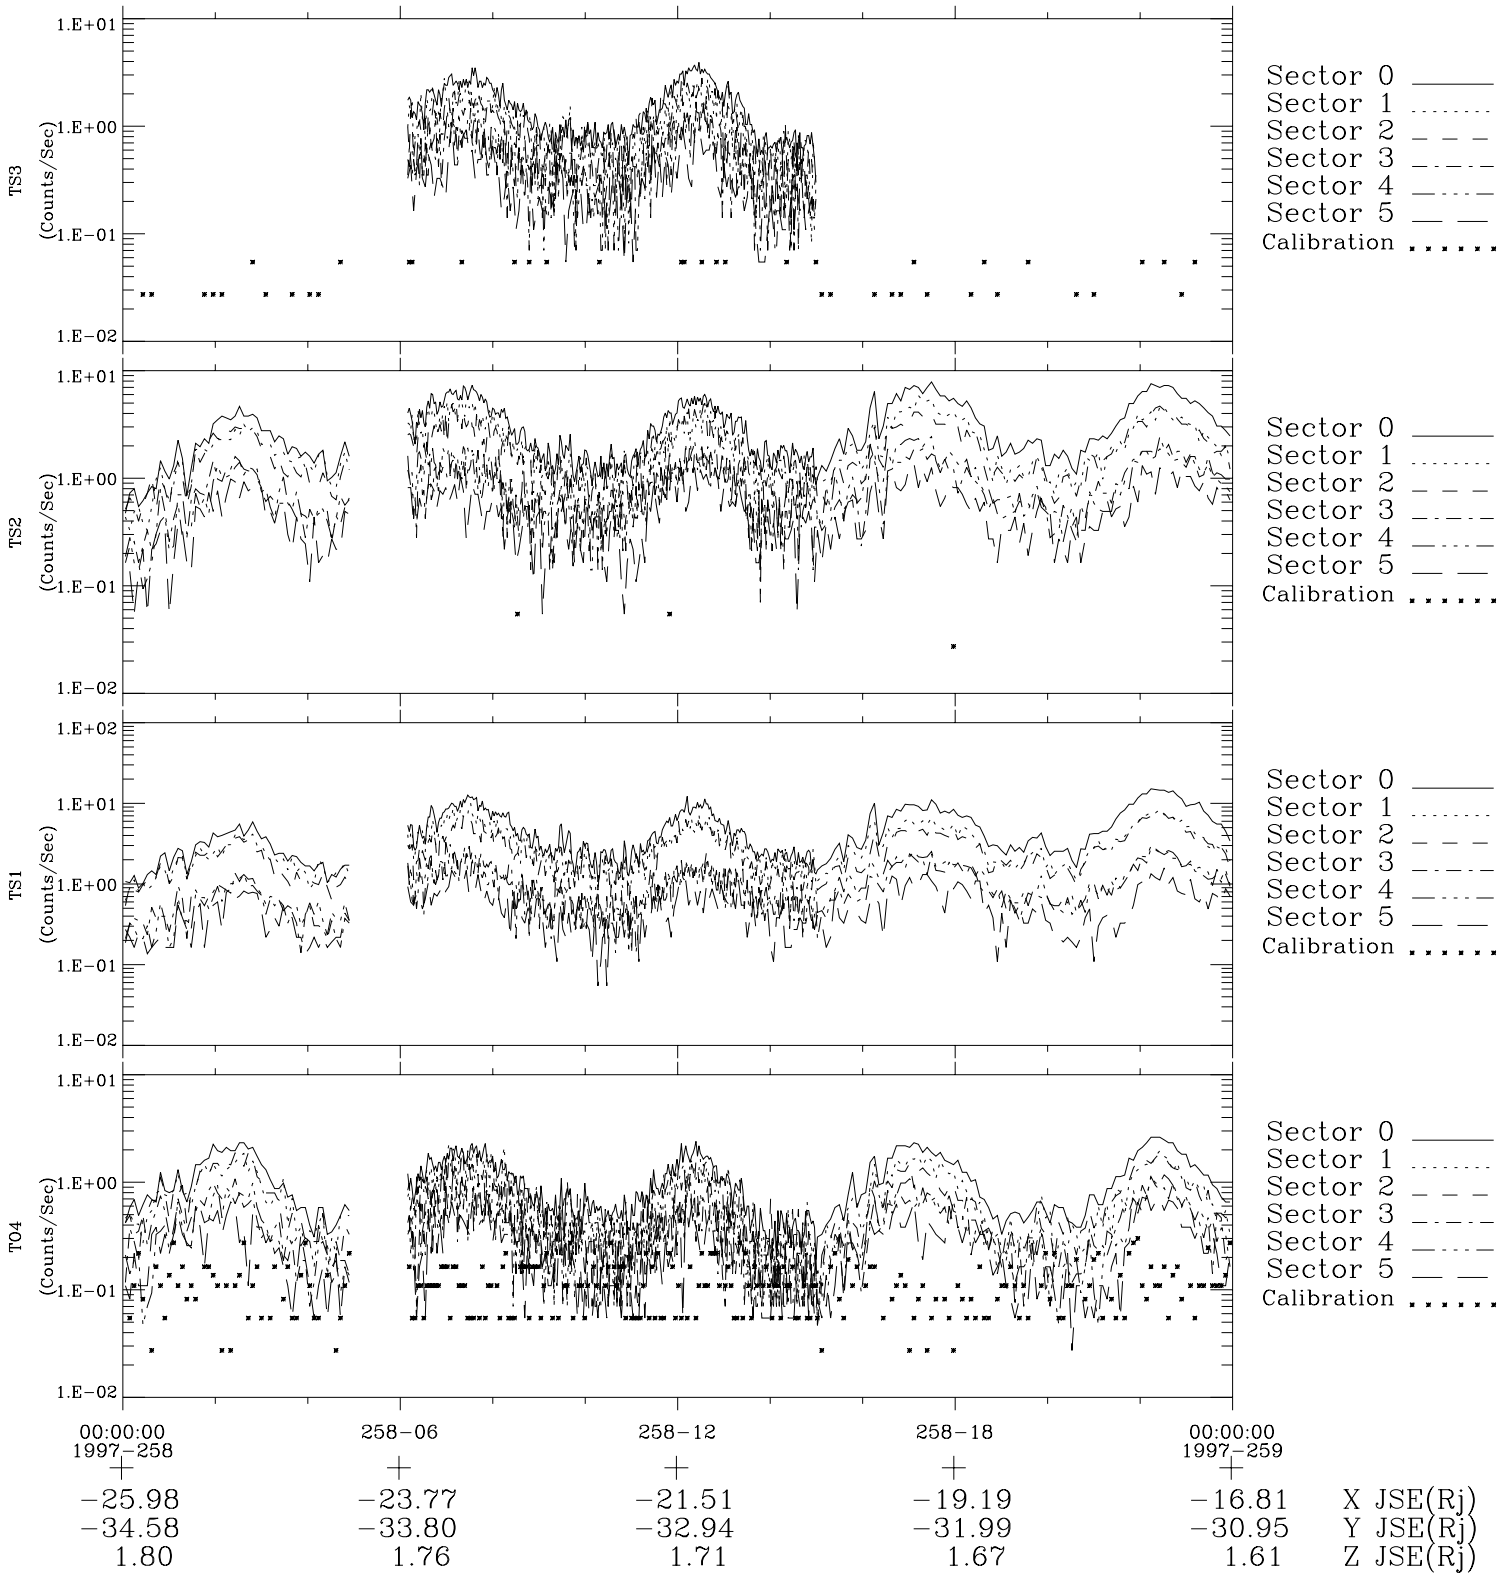 1.E+01
1.E+00
1.E-01
1.E-02
TS3
(Counts/Sec)
Sector 0
Sector 1
Sector 2
Sector 3
Sector 4
Sector 5
Calibration
1.E+01
1.E+00
1.E-01
1.E-02
TS2
(Counts/Sec)
Sector 0
Sector 1
Sector 2
Sector 3
Sector 4
Sector 5
Calibration
1.E+02
1.E+01
1.E+00
1.E-01
1.E-02
TS1
(Counts/Sec)
Sector 0
Sector 1
Sector 2
Sector 3
Sector 4
Sector 5
Calibration
1.E+01
1.E+00
1.E-01
1.E-02
T04
(Counts/Sec)
Sector 0
Sector 1
Sector 2
Sector 3
Sector 4
Sector 5
Calibration
00:00:00 258-06 258-12 258-18 00:00:00
1997-258 1997-259
-25.98 -23.77 -21.51 -19.19 -16.81 X JSE(Rj)
-34.58 -33.80 -32.94 -31.99 -30.95 Y JSE(Rj)
1.80 1.76 1.71 1.67 1.61 Z JSE(Rj)